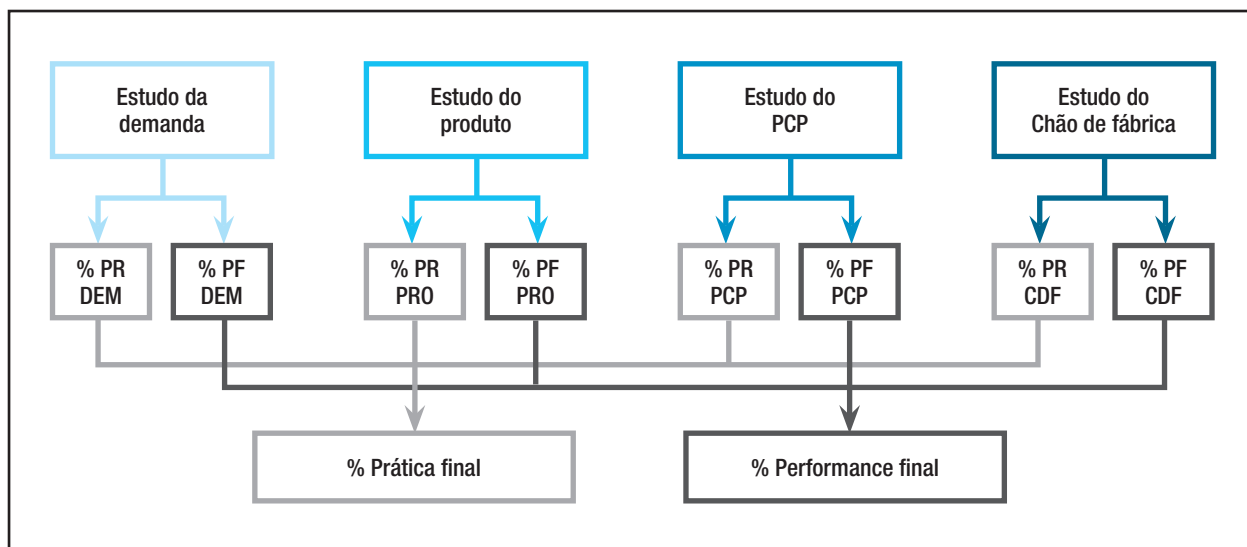 Estudo da
demanda
Estudo do
produto
Estudo do
PCP
Estudo do
Chão de fábrica
% PR
DEM
% PF
DEM
% PR
PRO
% PF
PRO
% PR
PCP
% PF
PCP
% PR
CDF
% PF
CDF
% Prática final
% Performance final